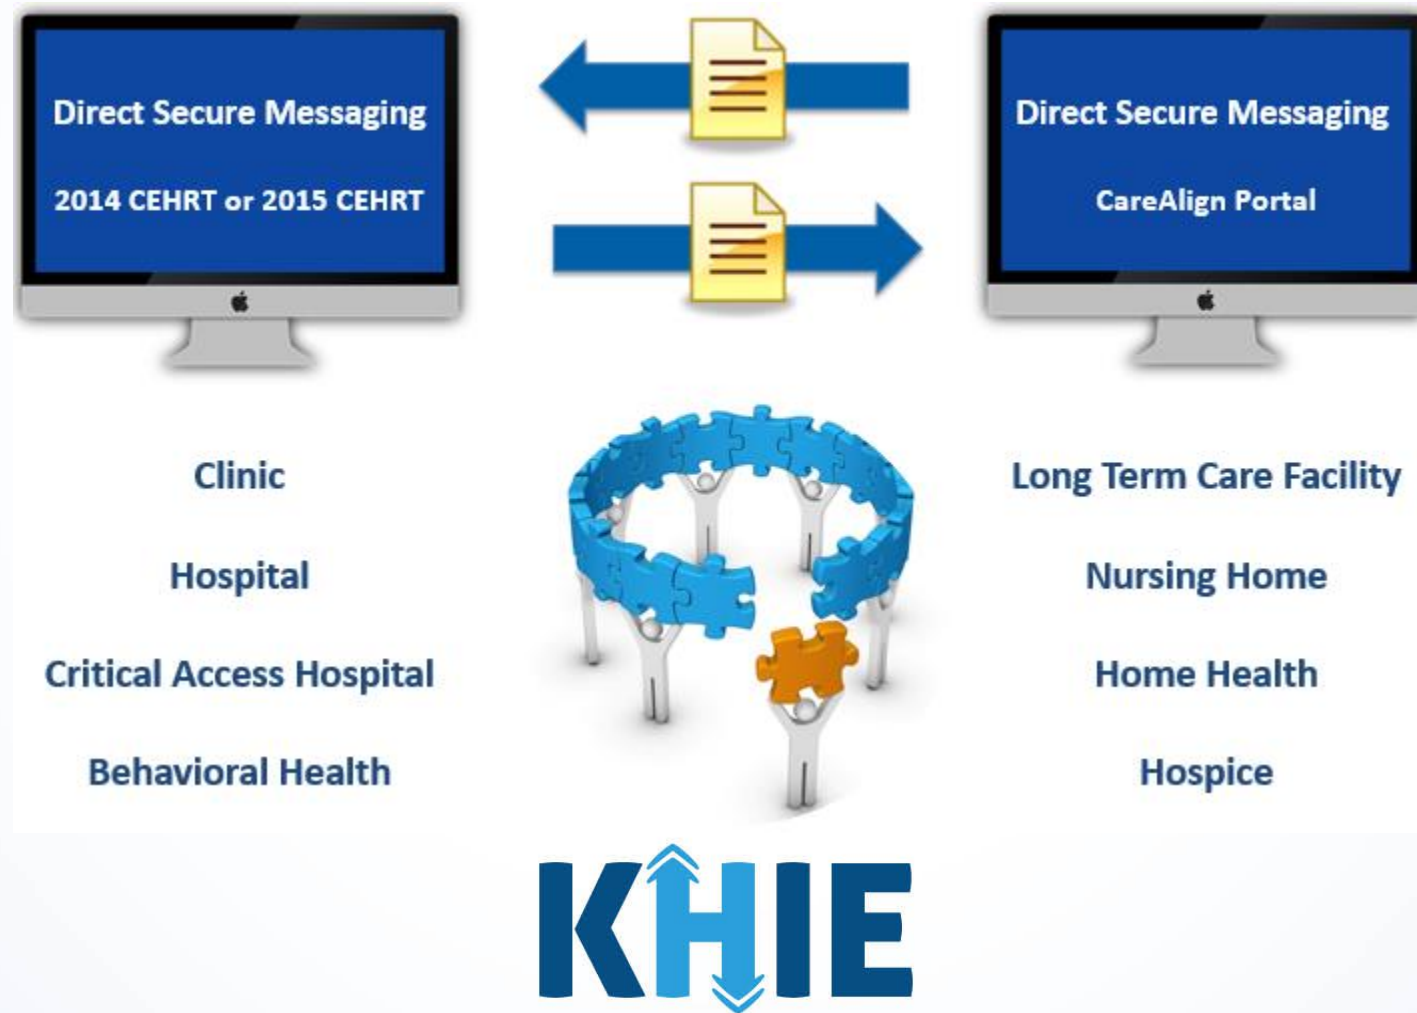 Direct Secure Messaging
2014 CEHRT or 2015 CEHRT
Direct Secure Messaging
CareAlign Portal
Clinic
Hospital
Critical Access Hospital
Behavioral Health
Long Term Care Facility
Nursing Home
Home Health
Hospice
KHIE